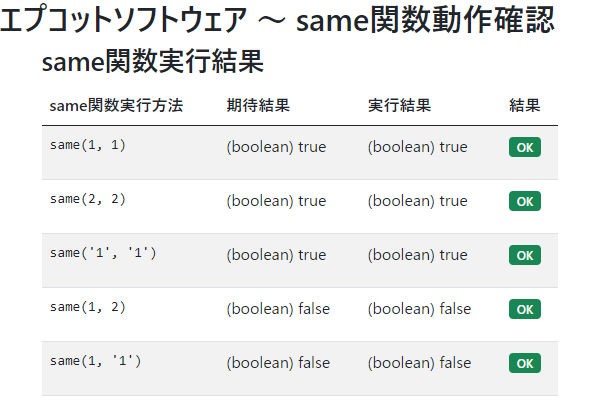 エプコットソフトウェア ～ same関数動作確認
same関数実行結果
same関数実行方法 期待結果 実行結果 結果
same(1, 1) (boolean) true (boolean) true OK
same(2, 2) (boolean) true (boolean) true OK
same('1', '1') (boolean) true (boolean) true OK
same(1, 2) (boolean) false (boolean) false OK
same(1, '1') (boolean) false (boolean) false OK